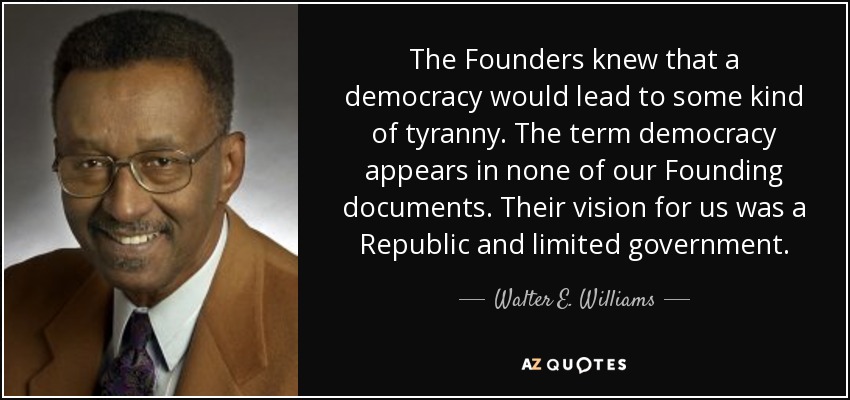 The Founders knew that a
democracy would lead to some kind
of tyranny. The term democracy
appears in none of our Founding
documents. Their vision for us was a
Republic and limited government.
— Walter E. Williams —
AZ QUOTES